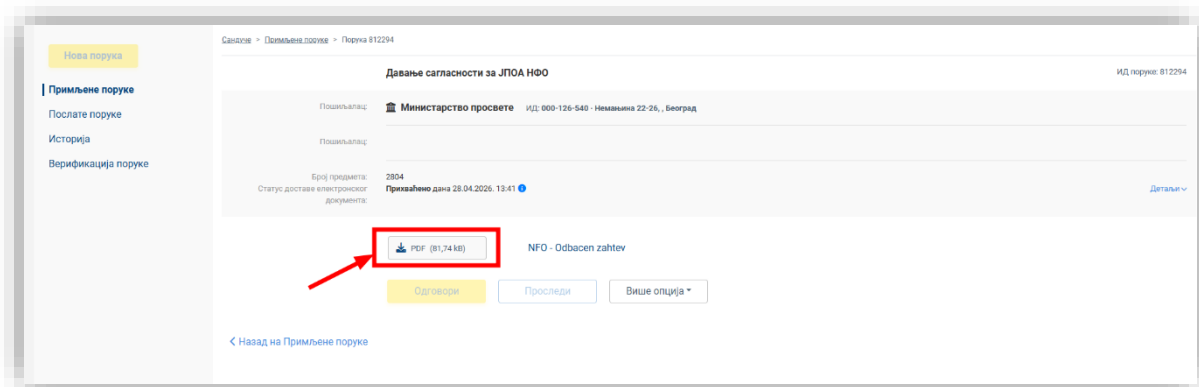 Нова порука
Примљене поруке
Послате поруке
Историја
Верификација поруке
Сандуче > Примљене поруке > Порука 812294
Давање сагласности за ЈПОА НФО
ИД поруке: 812294
Пошиљалац: Министарство просвете ИД: 000-126-540 - Немањина 22-26, , Београд
Пошиљалац:
Број предмета: 2804
Статус доставе електронског Прихваћено дана 28.04.2026. 13:41
документа:
Детаљи
PDF (81,74 kB) NFO - Odbacen zahtev
Одговори Проследи Више опција
Назад на Примљене поруке